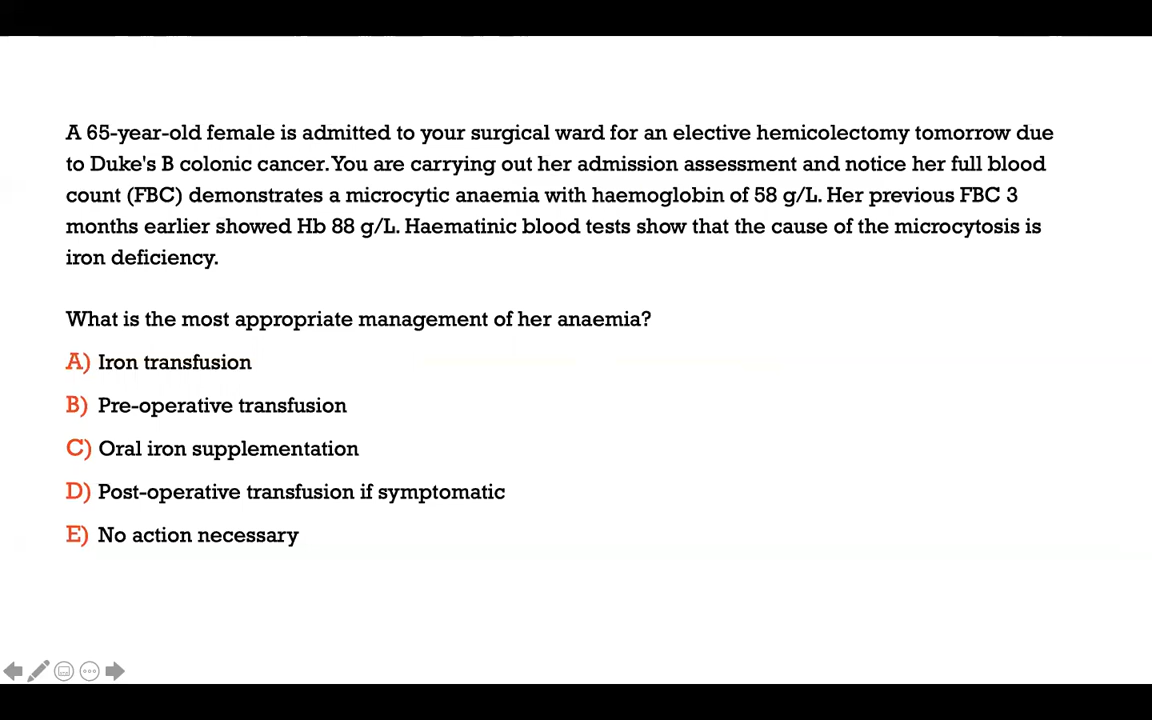 A 65-year-old female is admitted to your surgical ward for an elective hemicolectomy tomorrow due
to Duke's B colonic cancer. You are carrying out her admission assessment and notice her full blood
count (FBC) demonstrates a microcytic anaemia with haemoglobin of 58 g/L. Her previous FBC 3
months earlier showed Hb 88 g/L. Haematinic blood tests show that the cause of the microcytosis is
iron deficiency.
What is the most appropriate management of her anaemia?
A) Iron transfusion
B) Pre-operative transfusion
C) Oral iron supplementation
D) Post-operative transfusion if symptomatic
E) No action necessary